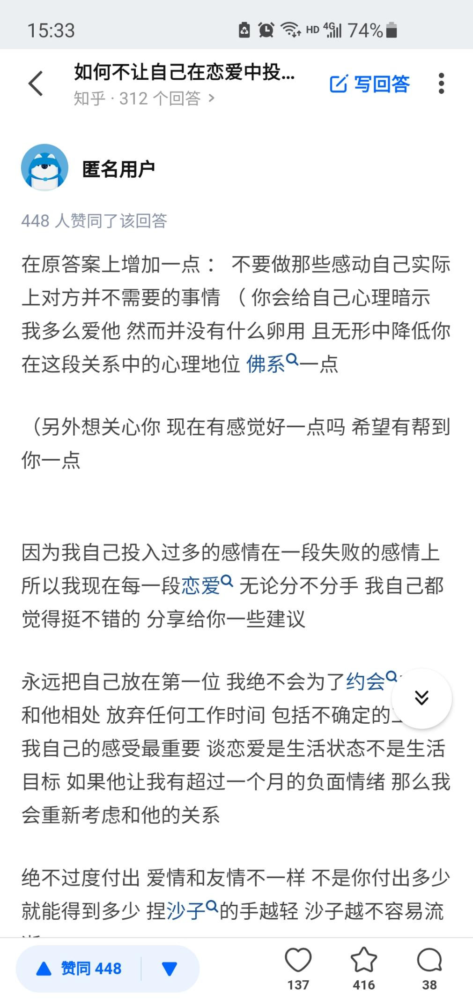 15:33 HD 4G 74%
如何不让自己在恋爱中投...
写回答
知乎 · 312 个回答 >
匿名用户
448 人赞同了该回答
在原答案上增加一点： 不要做那些感动自己实际
上对方并不需要的事情 （ 你会给自己心理暗示
我多么爱他 然而并没有什么卵用 且无形中降低你
在这段关系中的心理地位 佛系一点
（另外想关心你 现在有感觉好一点吗 希望有帮到
你一点
因为我自己投入过多的感情在一段失败的感情上
所以我现在每一段恋爱 无论分不分手 我自己都
觉得挺不错的 分享给你一些建议
永远把自己放在第一位 我绝不会为了约会
和他相处 放弃任何工作时间 包括不确定的
我自己的感受最重要 谈恋爱是生活状态不是生活
目标 如果他让我有超过一个月的负面情绪 那么我
会重新考虑和他的关系
绝不过度付出 爱情和友情不一样 不是你付出多少
就能得到多少 捏沙子的手越轻 沙子越不容易流
赞同 448
137
416
38